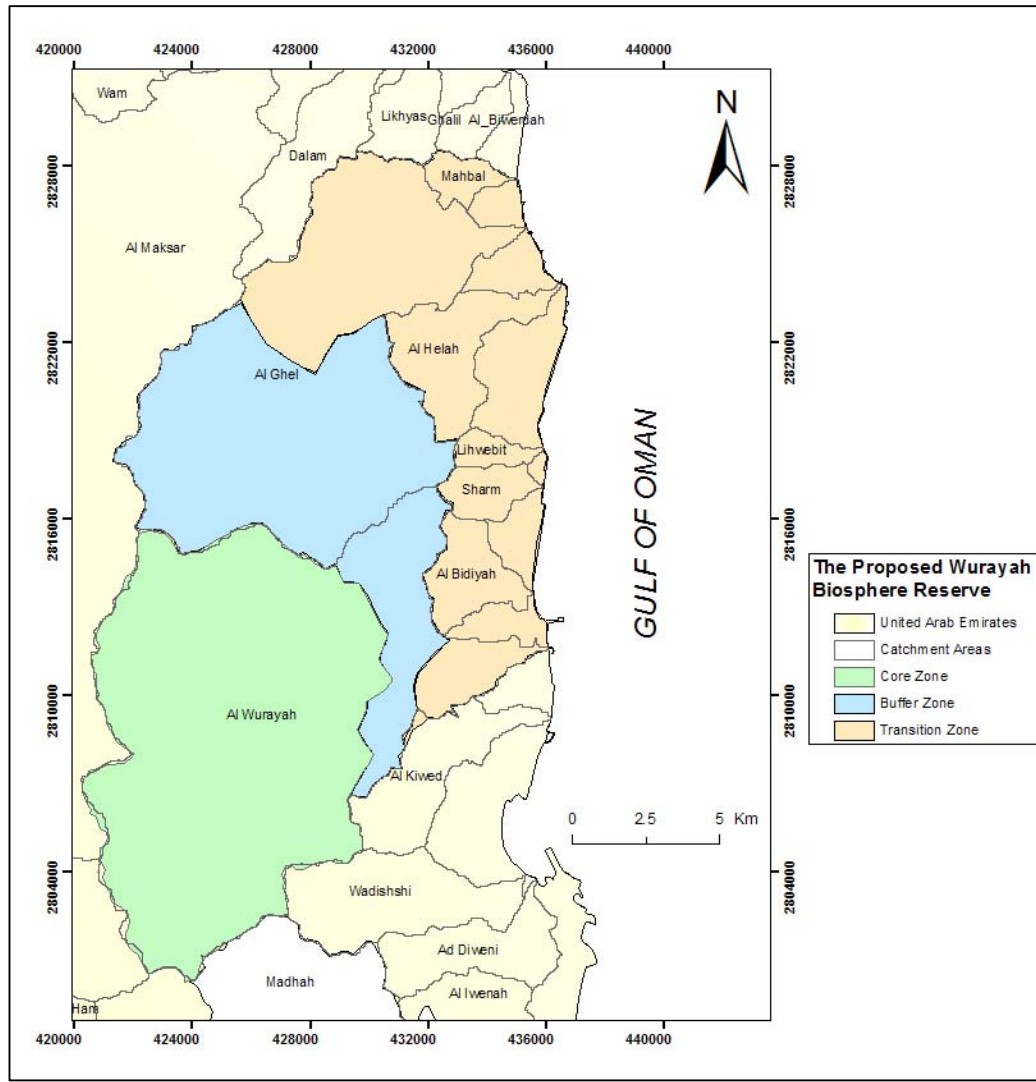 420000 424000 428000 432000 436000 440000
Wam
Likhyas
Ghalil
Al_Bilwerdah
N
Dalam
2828000
Mahbal
2828000
Al Maksar
2822000
Al Helah
2822000
Al Ghel
Lihwebit
Sharm
2816000
2816000
GULF OF OMAN
Al Bidiyah
The Proposed Wurayah
Biosphere Reserve
United Arab Emirates
Catchment Areas
Core Zone
Buffer Zone
Transition Zone
2810000
Al Wurayah
2810000
Al Kiwed
0 2.5 5 Km
2804000
Wadishshi
2804000
Ad Diweni
Madhah
Al Iwenah
Ham
420000 424000 428000 432000 436000 440000